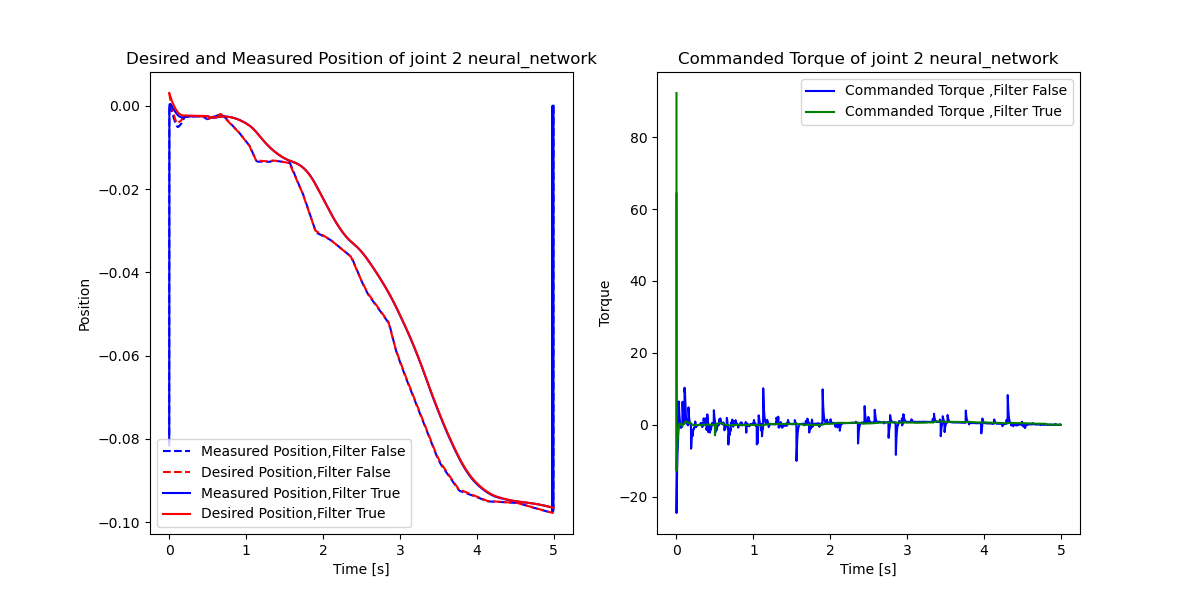 Desired and Measured Position of joint 2 neural_network
Position
0.00
−0.02
−0.04
−0.06
−0.08
−0.10
Measured Position,Filter False
Desired Position,Filter False
Measured Position,Filter True
Desired Position,Filter True
0 1 2 3 4 5
Time [s]
Commanded Torque of joint 2 neural_network
Torque
80
60
40
20
0
−20
Commanded Torque ,Filter False
Commanded Torque ,Filter True
0 1 2 3 4 5
Time [s]